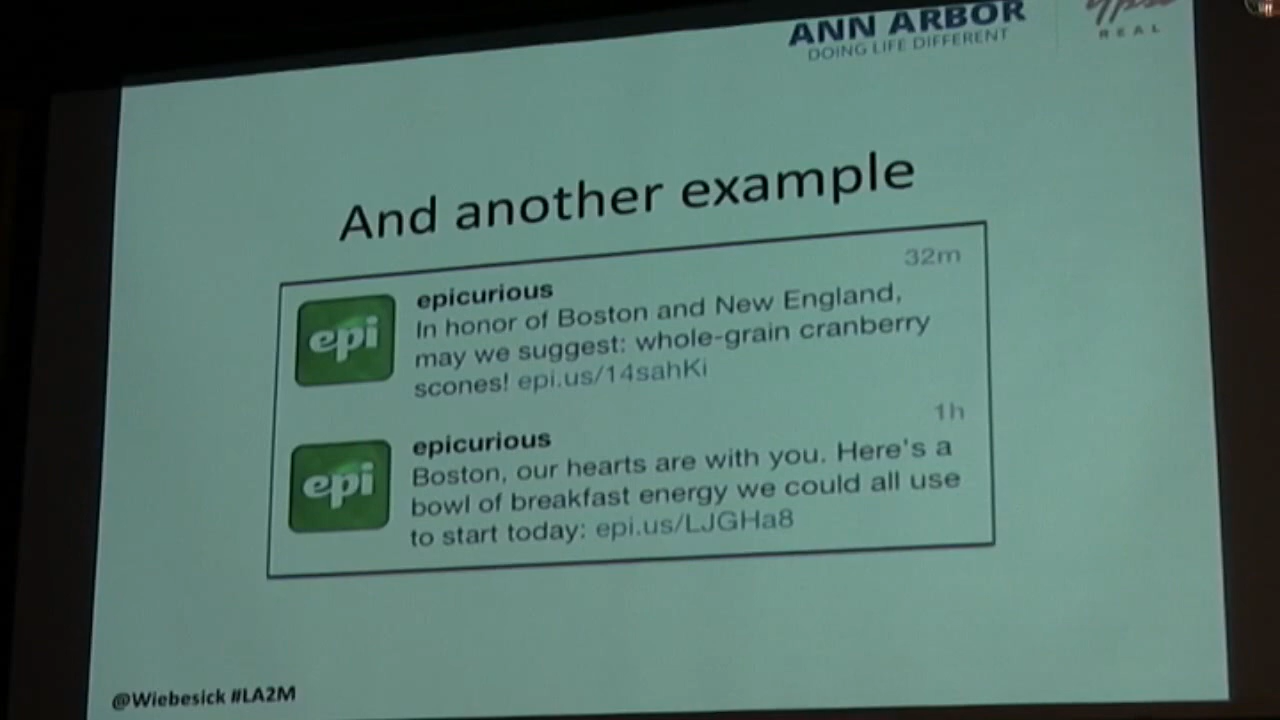 ANN ARBOR
DOING LIFE DIFFERENT
REAL
And another example
32m
epi
epicurious
In honor of Boston and New England,
may we suggest: whole-grain cranberry
scones! epi.us/14sahKi
1h
epi
epicurious
Boston, our hearts are with you. Here's a
bowl of breakfast energy we could all use
to start today: epi.us/LJGHa8
@Wiebesick #LA2M